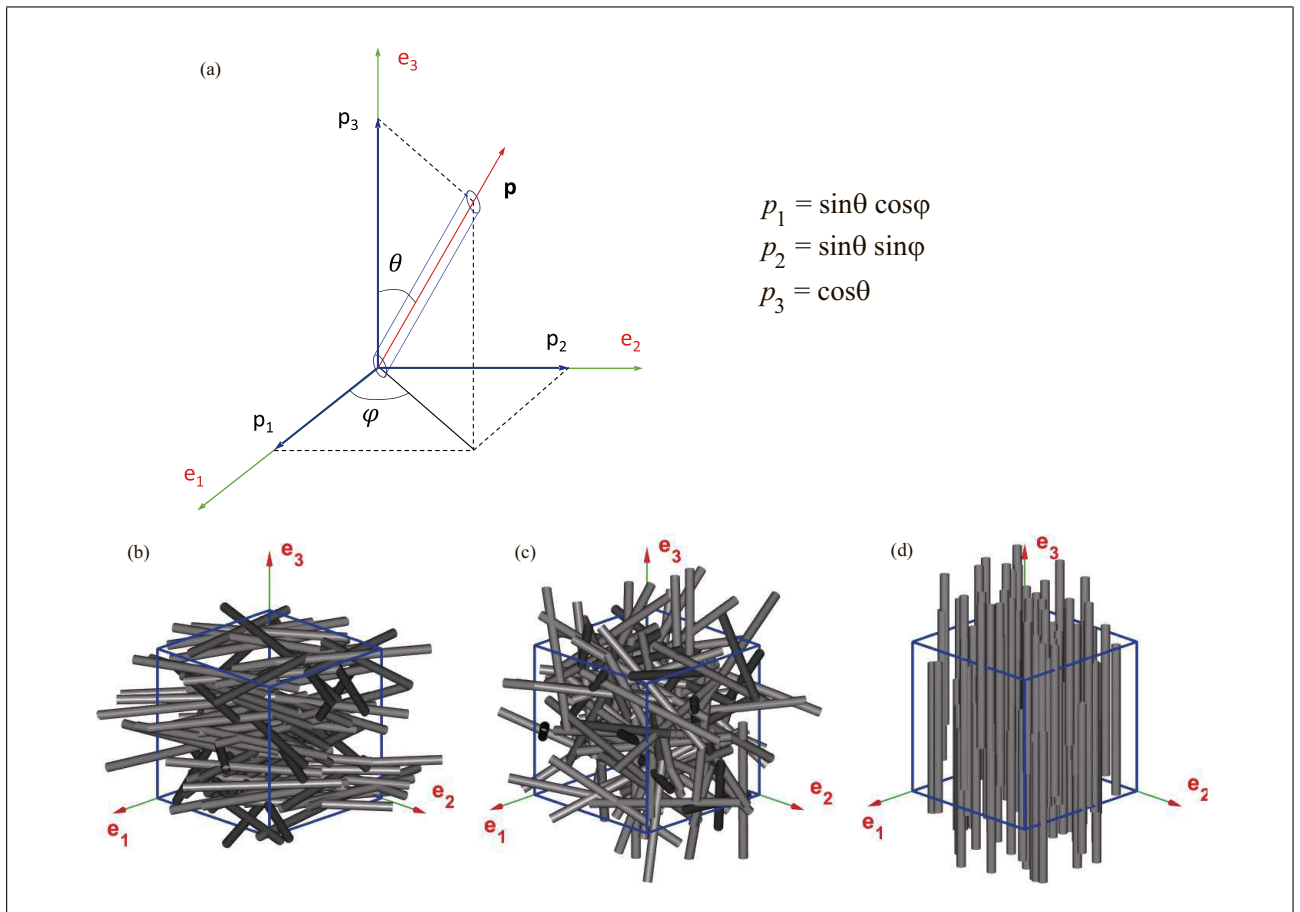 (a)
e3
p3
p
θ
p2
e2
φ
p1
e1
p1 = sinθ cosφ
p2 = sinθ sinφ
p3 = cosθ
(b)
e3
e1
e2
(c)
e3
e1
e2
(d)
e3
e1
e2